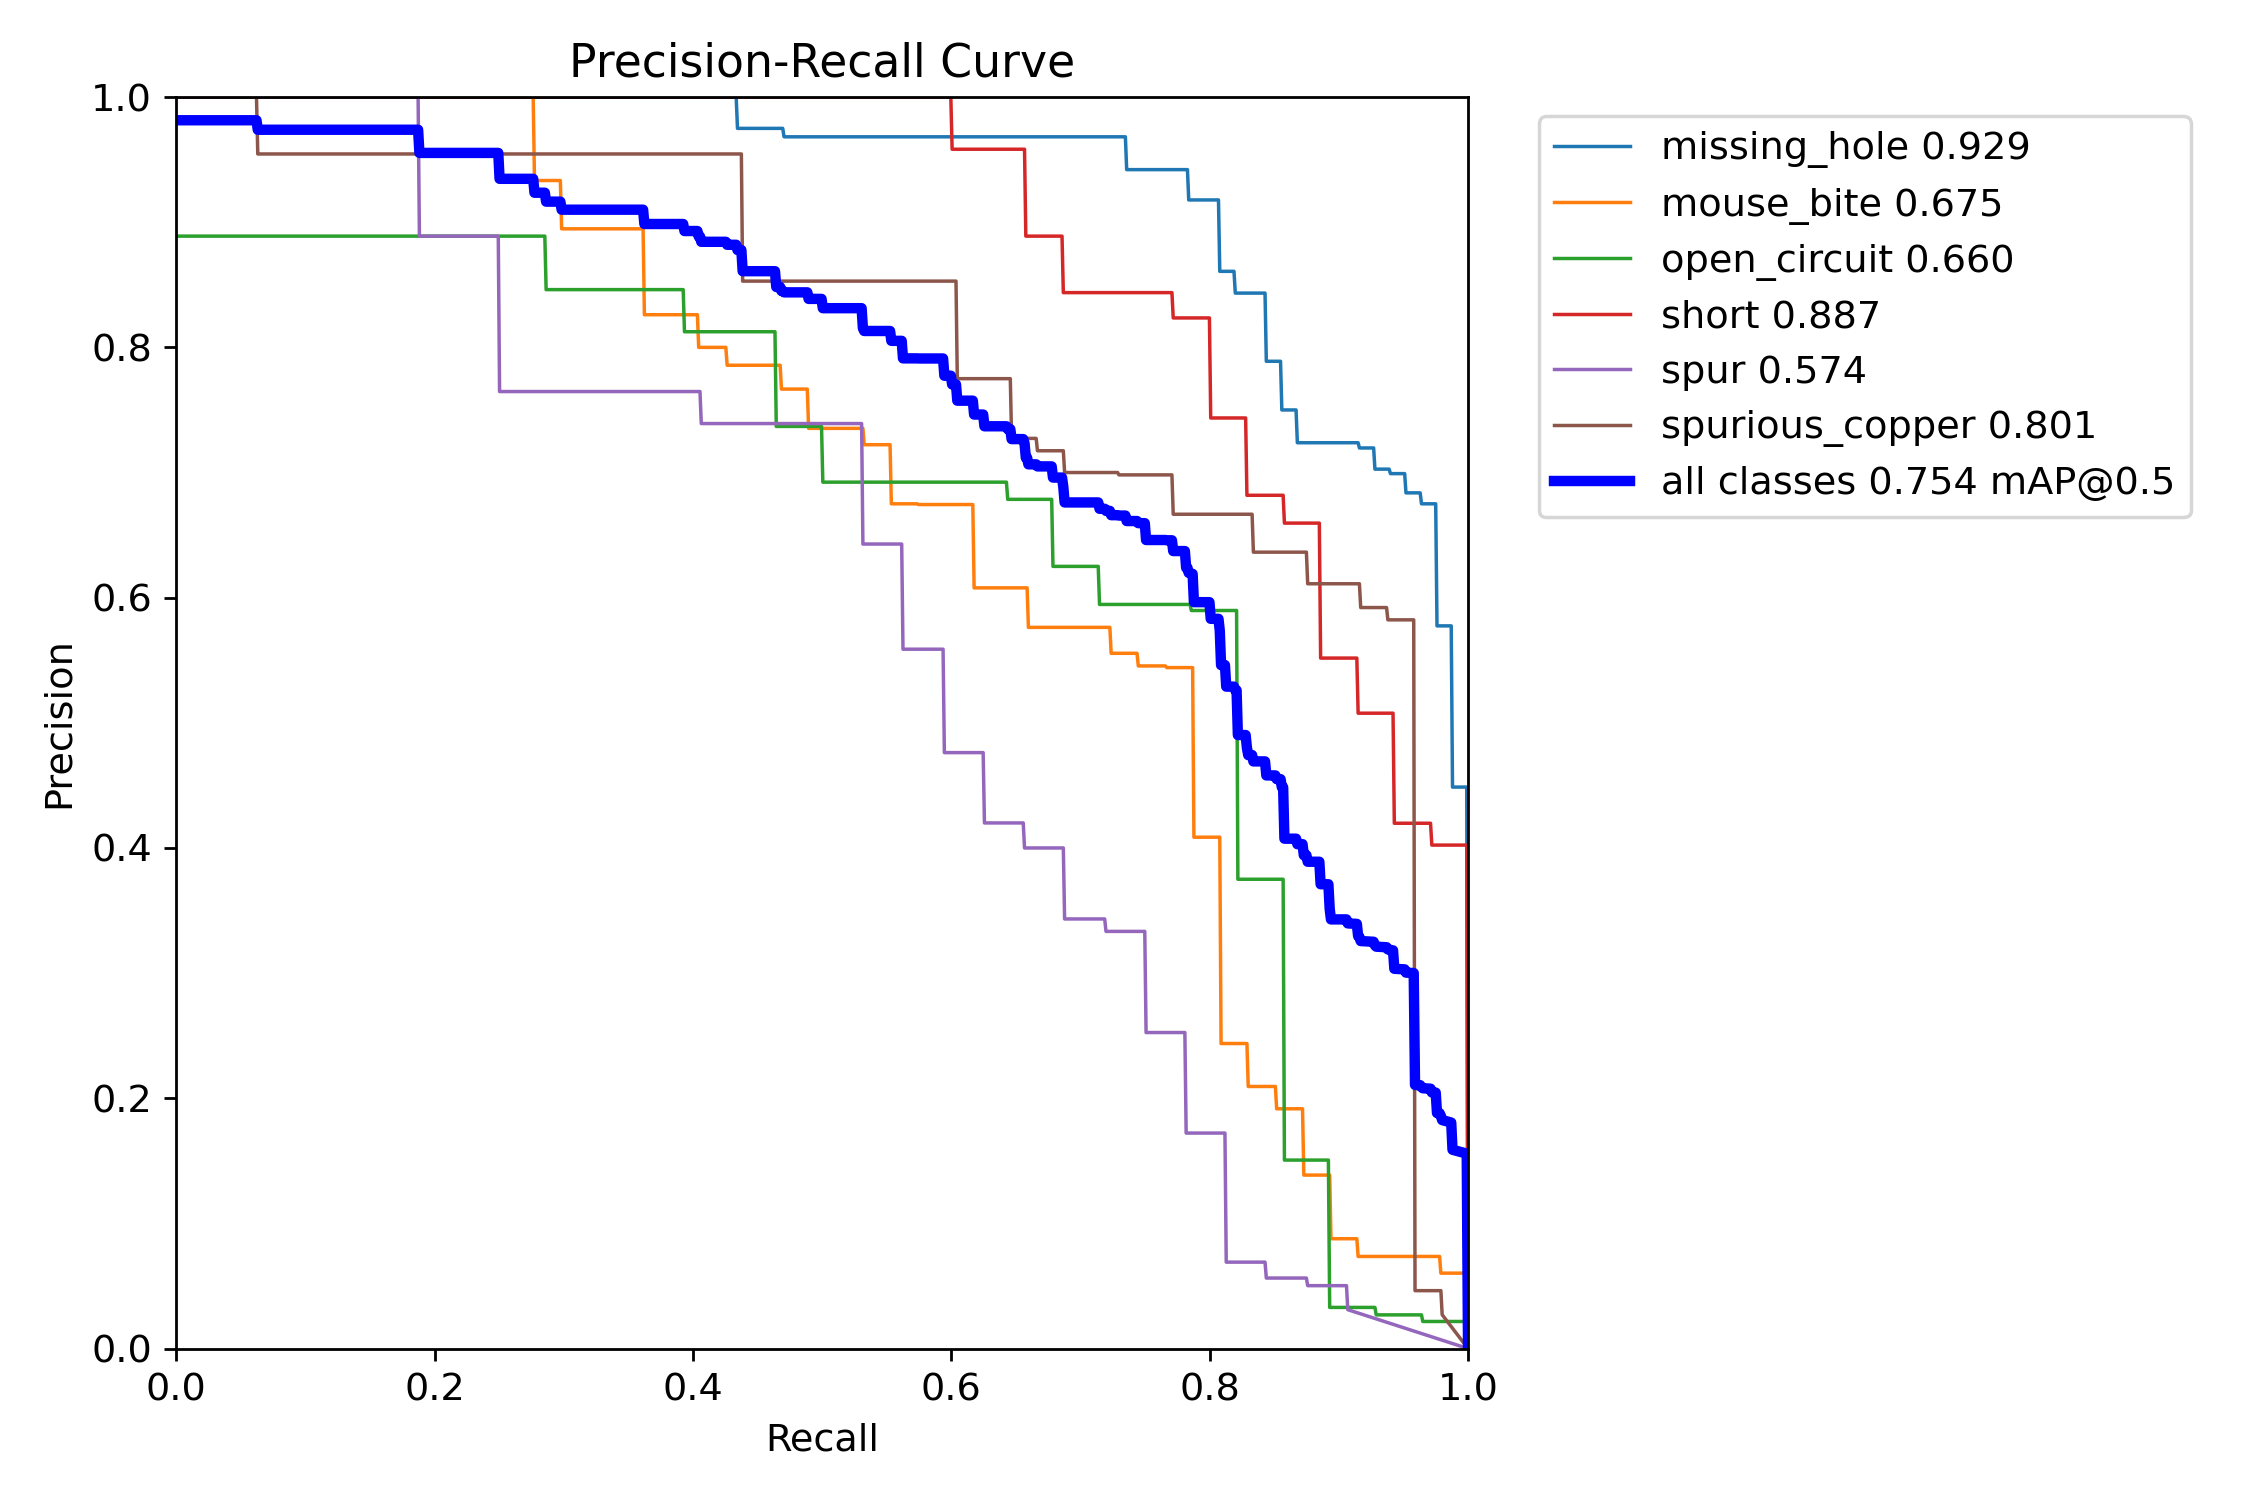 Precision-Recall Curve
1.0
0.8
0.6
0.4
0.2
0.0
Precision
0.0 0.2 0.4 0.6 0.8 1.0
Recall
missing_hole 0.929
mouse_bite 0.675
open_circuit 0.660
short 0.887
spur 0.574
spurious_copper 0.801
all classes 0.754 mAP@0.5